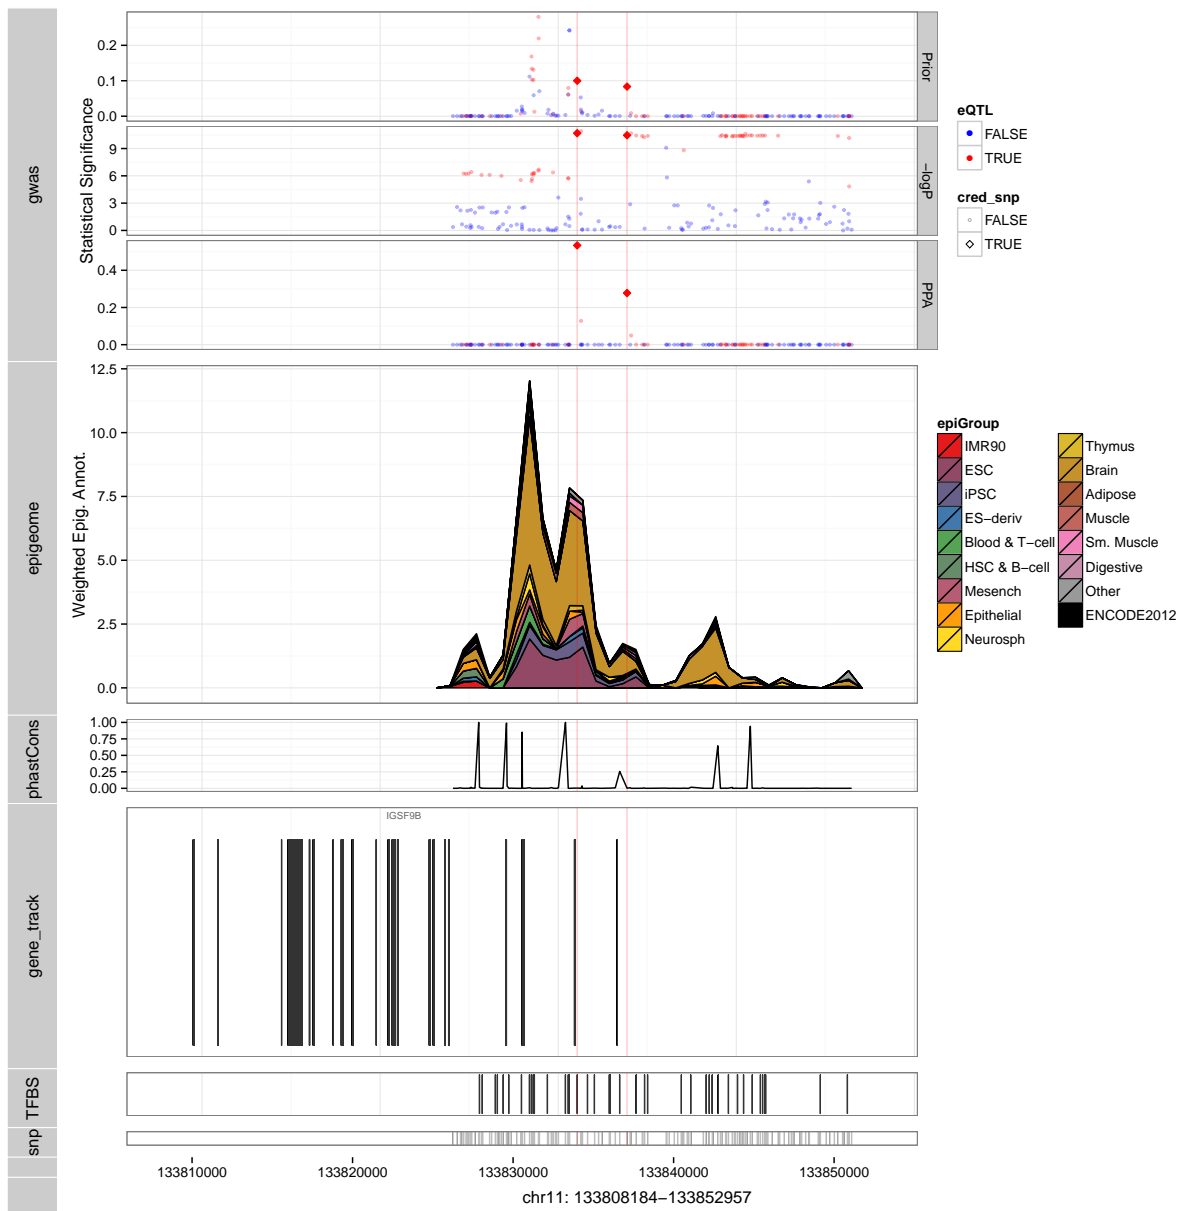 gwas
Statistical Significance
0.2
0.1
0.0
Prior
9
6
3
0
−logP
0.4
0.2
0.0
PPA
eQTL
FALSE
TRUE
cred_snp
FALSE
TRUE
epigeome
Weighted Epig. Annot.
12.5
10.0
7.5
5.0
2.5
0.0
epiGroup
IMR90
ESC
iPSC
ES−deriv
Blood & T−cell
HSC & B−cell
Mesench
Epithelial
Neurosph
Thymus
Brain
Adipose
Muscle
Sm. Muscle
Digestive
Other
ENCODE2012
phastCons
1.00
0.75
0.50
0.25
0.00
gene_track
IGSF9B
TFBS
snp
133810000 133820000 133830000 133840000 133850000
chr11: 133808184−133852957